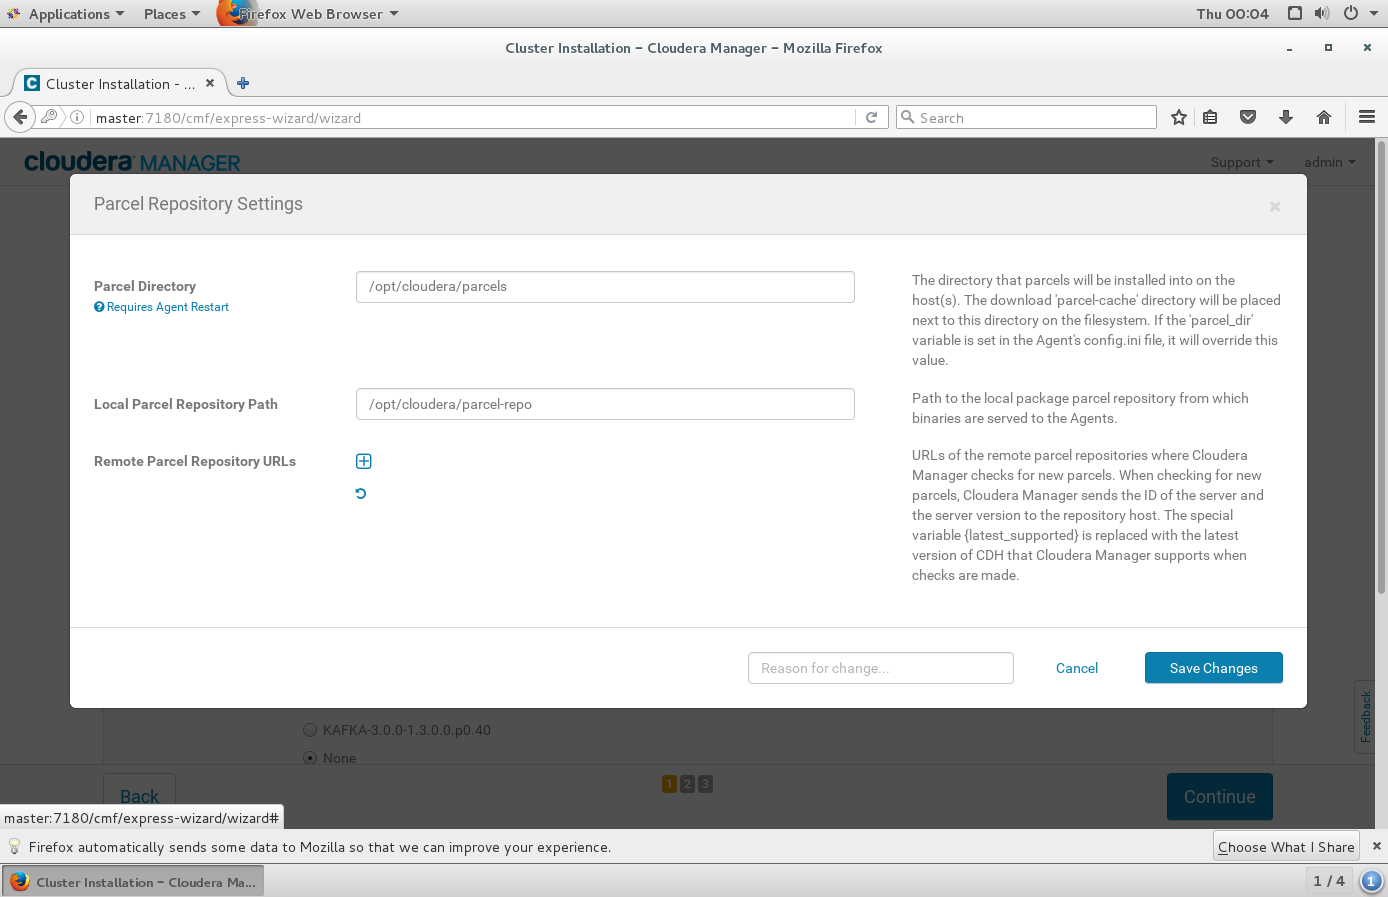 Applications Places Firefox Web Browser Thu 00:04
Cluster Installation – Cloudera Manager – Mozilla Firefox
Cluster Installation - ...
master:7180/cmf/express-wizard/wizard Search
cloudera MANAGER Support admin
Parcel Repository Settings
Parcel Directory
Requires Agent Restart
/opt/cloudera/parcels
The directory that parcels will be installed into on the
host(s). The download 'parcel-cache' directory will be placed
next to this directory on the filesystem. If the 'parcel_dir'
variable is set in the Agent's config.ini file, it will override this
value.
Local Parcel Repository Path
/opt/cloudera/parcel-repo
Path to the local package parcel repository from which
binaries are served to the Agents.
Remote Parcel Repository URLs
URLs of the remote parcel repositories where Cloudera
Manager checks for new parcels. When checking for new
parcels, Cloudera Manager sends the ID of the server and
the server version to the repository host. The special
variable {latest_supported} is replaced with the latest
version of CDH that Cloudera Manager supports when
checks are made.
Reason for change... Cancel Save Changes
Feedback
KAFKA-3.0.0-1.3.0.0.p0.40
None
Back 1 2 3 Continue
master:7180/cmf/express-wizard/wizard#
Firefox automatically sends some data to Mozilla so that we can improve your experience. Choose What I Share
Cluster Installation – Cloudera Ma... 1 / 4 1